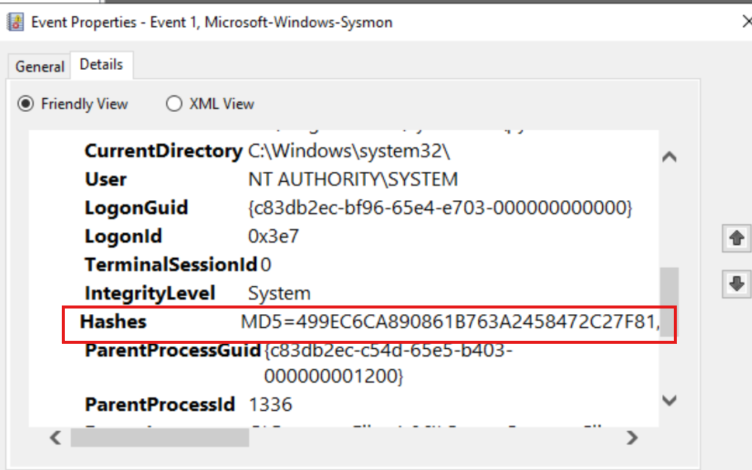 Event Properties - Event 1, Microsoft-Windows-Sysmon
General Details
Friendly View XML View
CurrentDirectory C:\Windows\system32\
User NT AUTHORITY\SYSTEM
LogonGuid {c83db2ec-bf96-65e4-e703-000000000000}
LogonId 0x3e7
TerminalSessionId 0
IntegrityLevel System
Hashes MD5=499EC6CA890861B763A2458472C27F81,
ParentProcessGuid {c83db2ec-c54d-65e5-b403-
000000001200}
ParentProcessId 1336